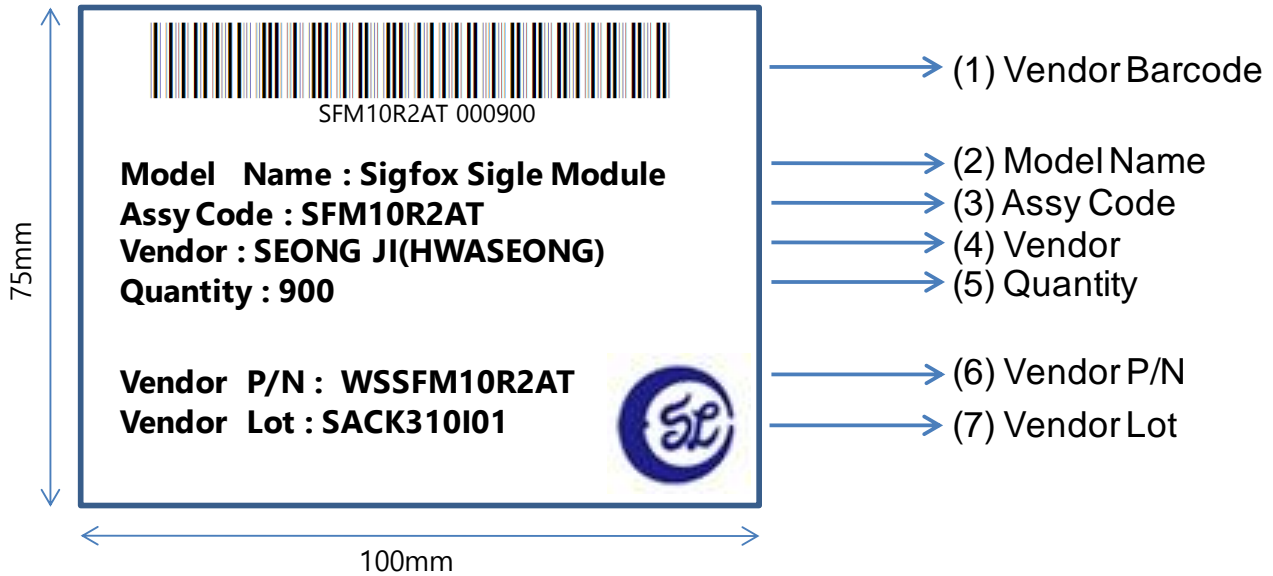 SFM10R2AT 000900
(1) Vendor Barcode
Model Name : Sigfox Sigle Module
(2) Model Name
Assy Code : SFM10R2AT
(3) Assy Code
Vendor : SEONG JI(HWASEONG)
(4) Vendor
Quantity : 900
(5) Quantity
Vendor P/N : WSSFM10R2AT
(6) Vendor P/N
Vendor Lot : SACK310I01
(7) Vendor Lot
SL
75mm
100mm